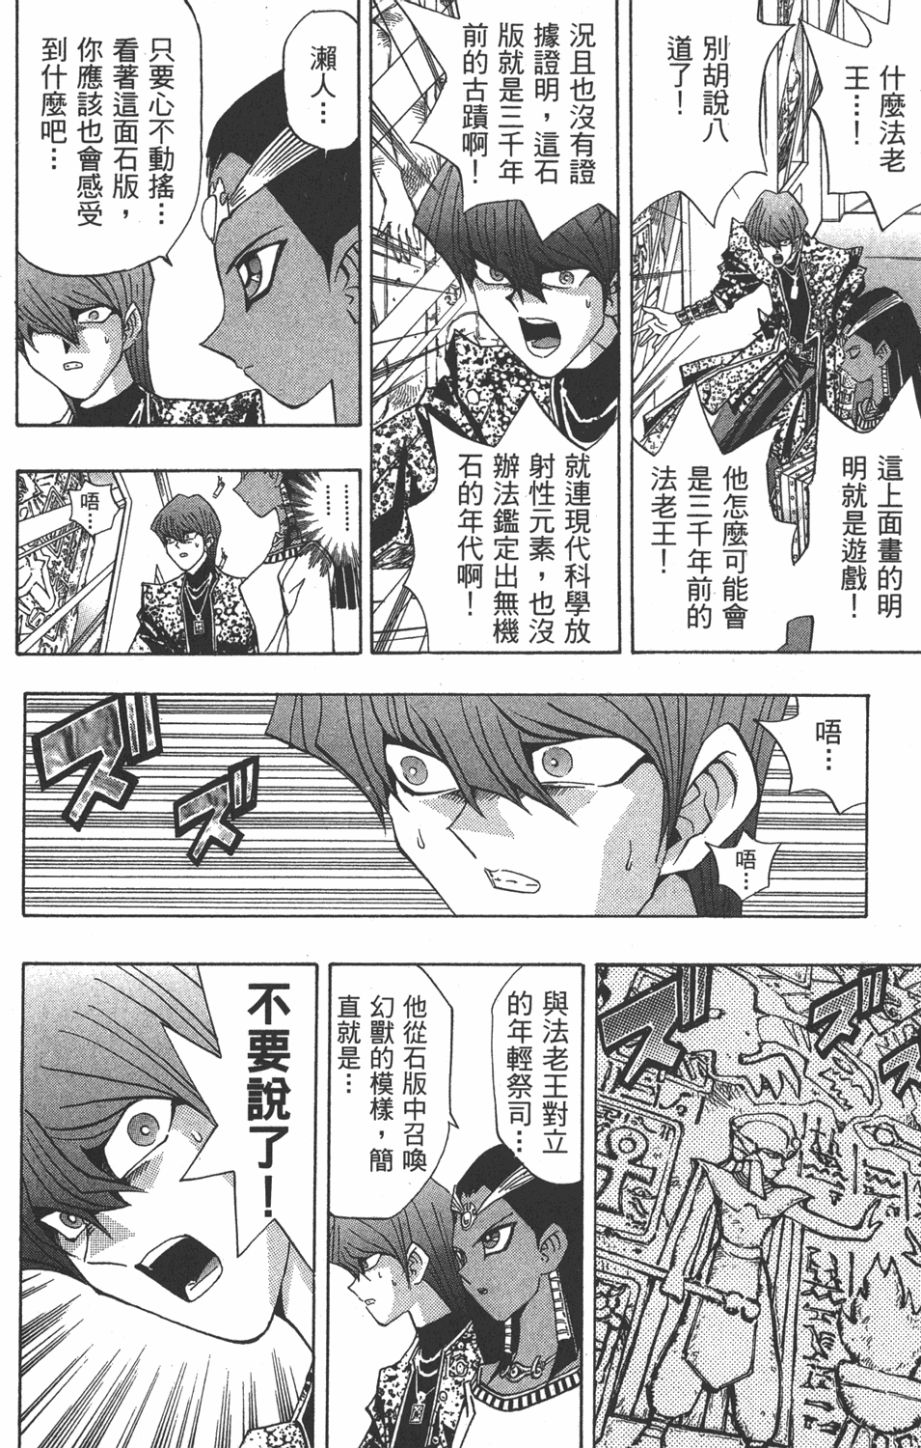 什麼法老
王…！
別胡說八
道了！
這上面畫的明
明就是遊戲！
他怎麼可能會
是三千年前的
法老王！
況且也沒有證
據證明，這石
版就是三千年
前的古蹟啊！
就連現代科學放
射性元素，也沒
辦法鑑定出無機
石的年代啊！
瀨人…
只要心不動搖…
看著這面石版，
你應該也會感受
到什麼吧…
………
………
唔…
唔…
唔…
ズ
ズ
ズ
ズ
與法老王對立
的年輕祭司…
他從石版中召喚
幻獸的模樣，簡
直就是…
不要說了！